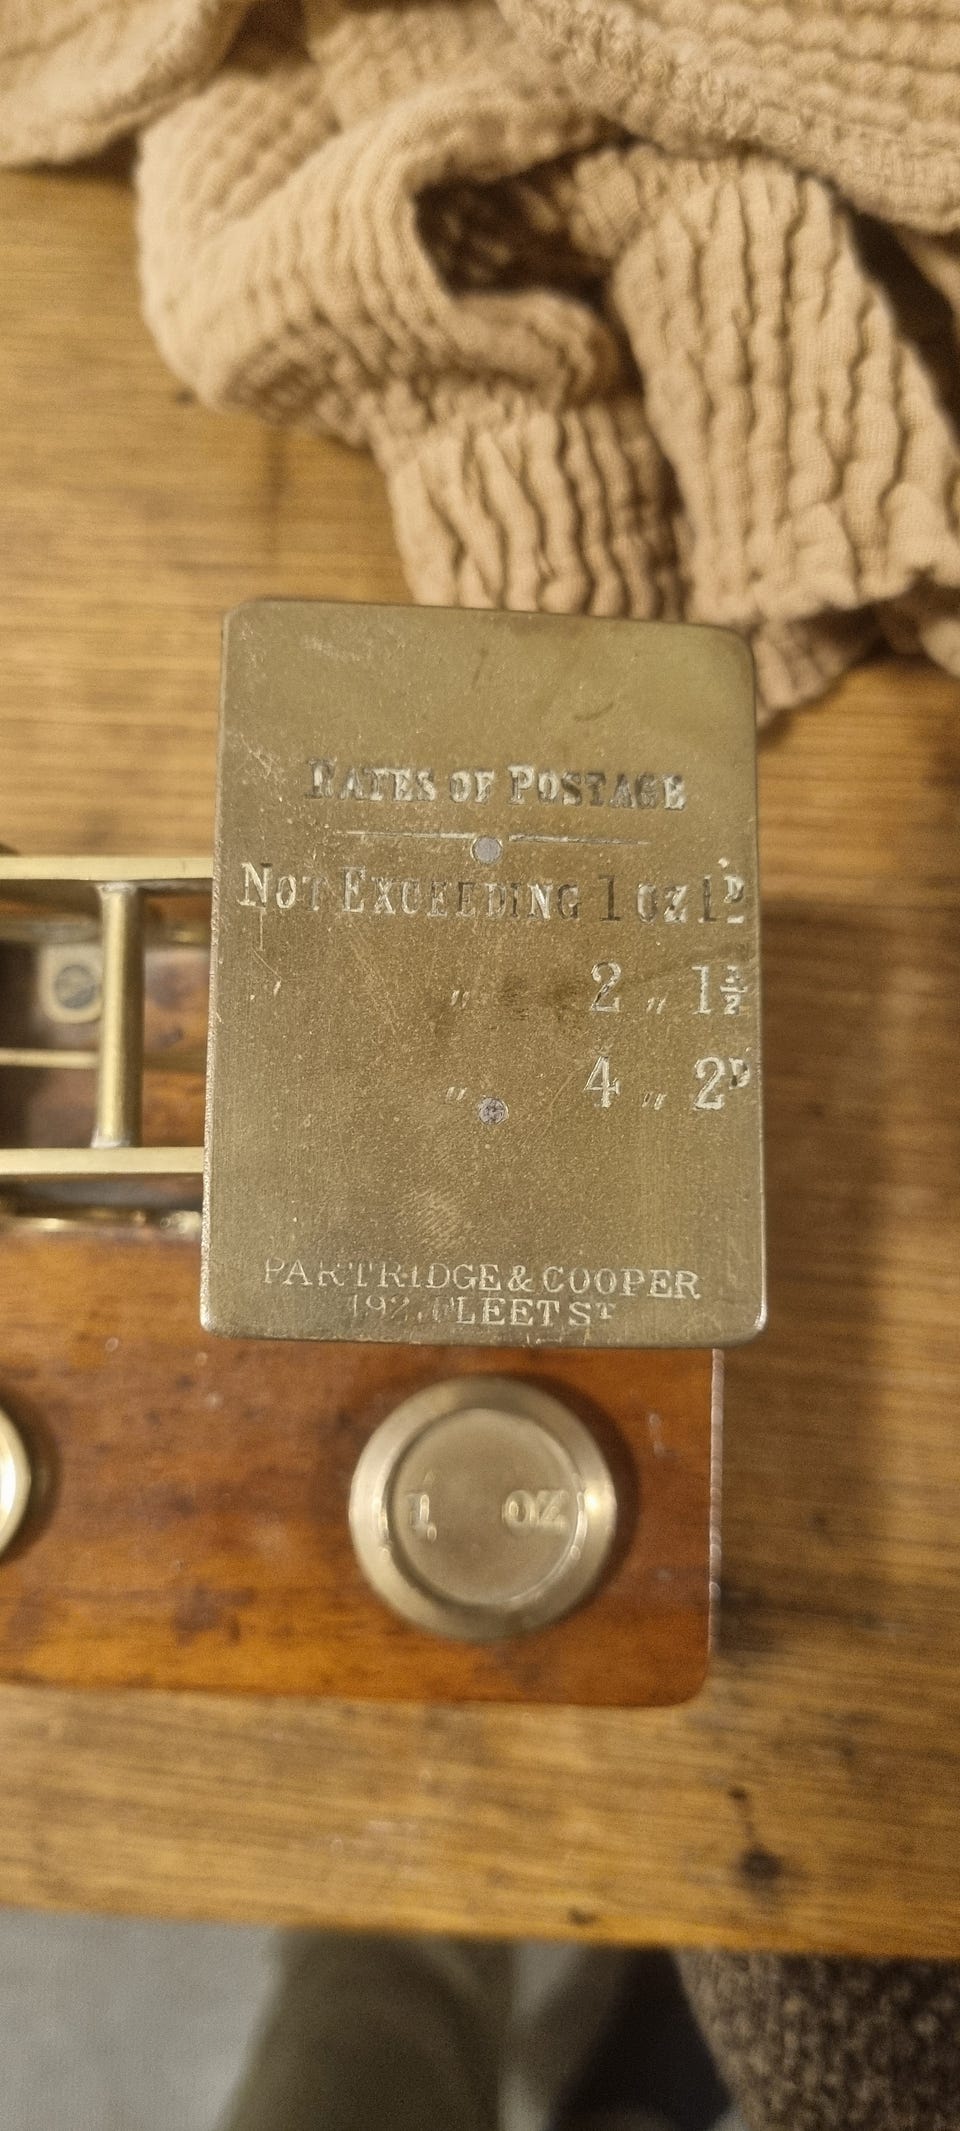 RATES OF POSTAGE
NOT EXCEEDING 1 OZ 1D
" 2 " 1½
" 4 " 2D
PARTRIDGE & COOPER
192, FLEET ST
1 OZ